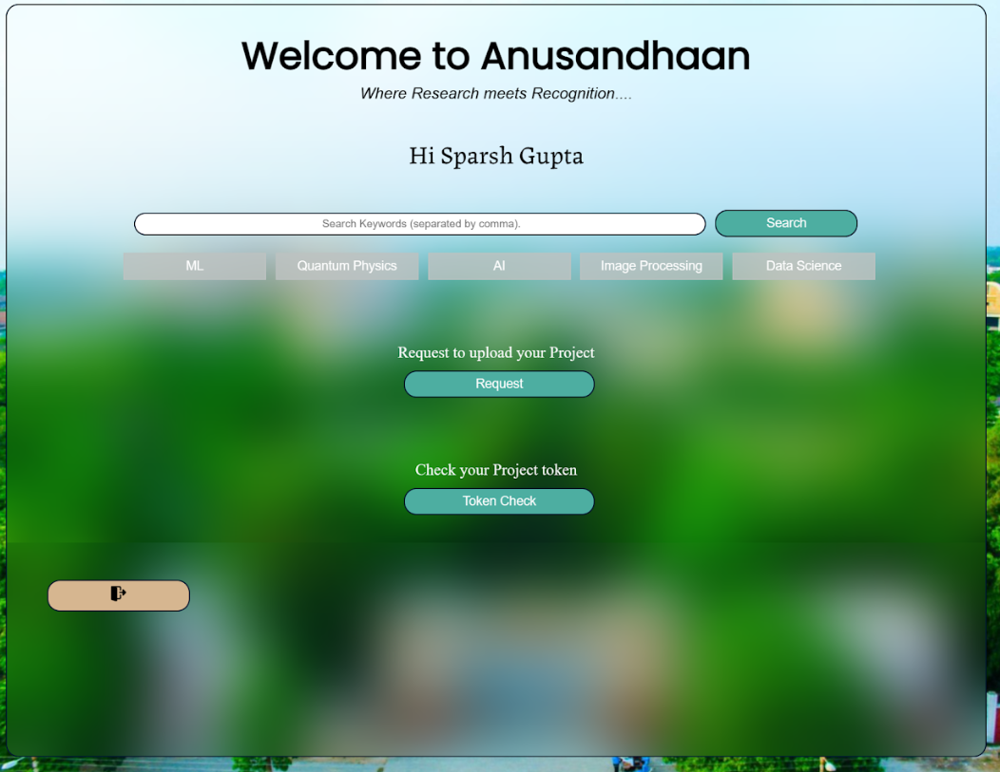 Welcome to Anusandhaan
Where Research meets Recognition....
Hi Sparsh Gupta
Search Keywords (separated by comma).
Search
ML
Quantum Physics
AI
Image Processing
Data Science
Request to upload your Project
Request
Check your Project token
Token Check